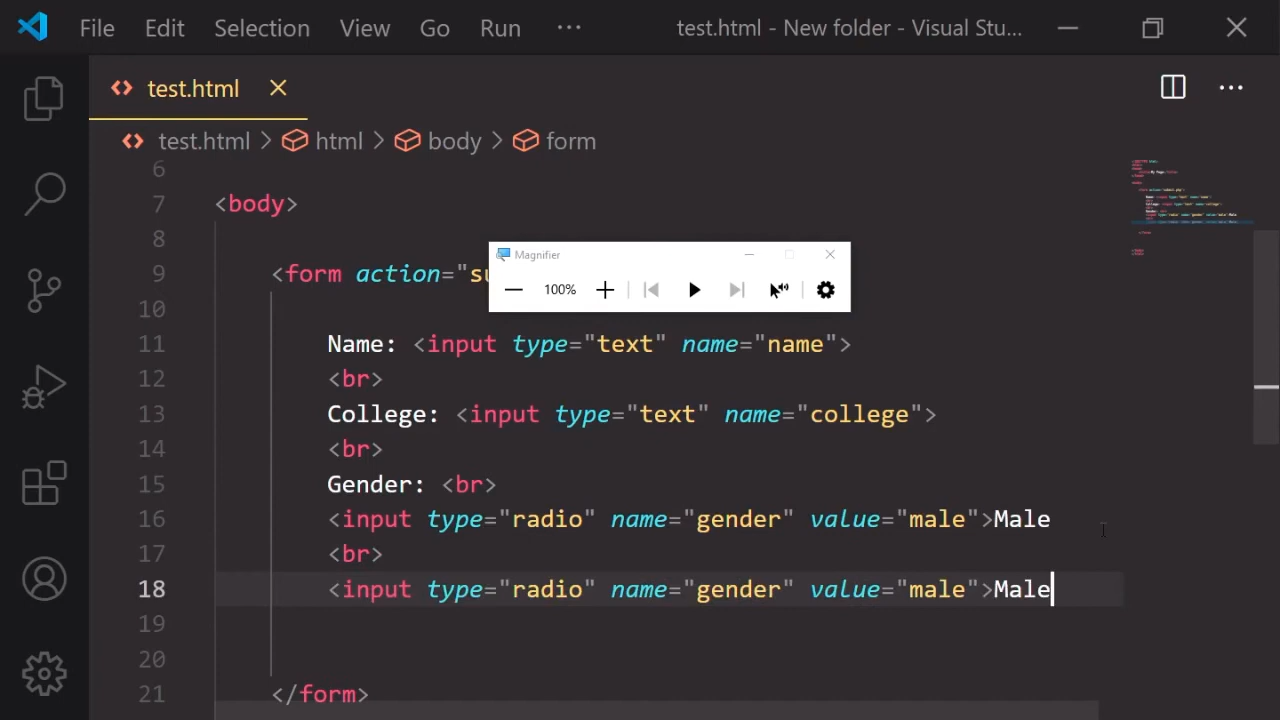 File Edit Selection View Go Run ··· test.html - New folder - Visual Stu...
test.html
test.html > html > body > form
6
7 <body>
8
Magnifier
9 <form action="su
100%
10
11 Name: <input type="text" name="name">
12 <br>
13 College: <input type="text" name="college">
14 <br>
15 Gender: <br>
16 <input type="radio" name="gender" value="male">Male
17 <br>
18 <input type="radio" name="gender" value="male">Male
19
20
21 </form>